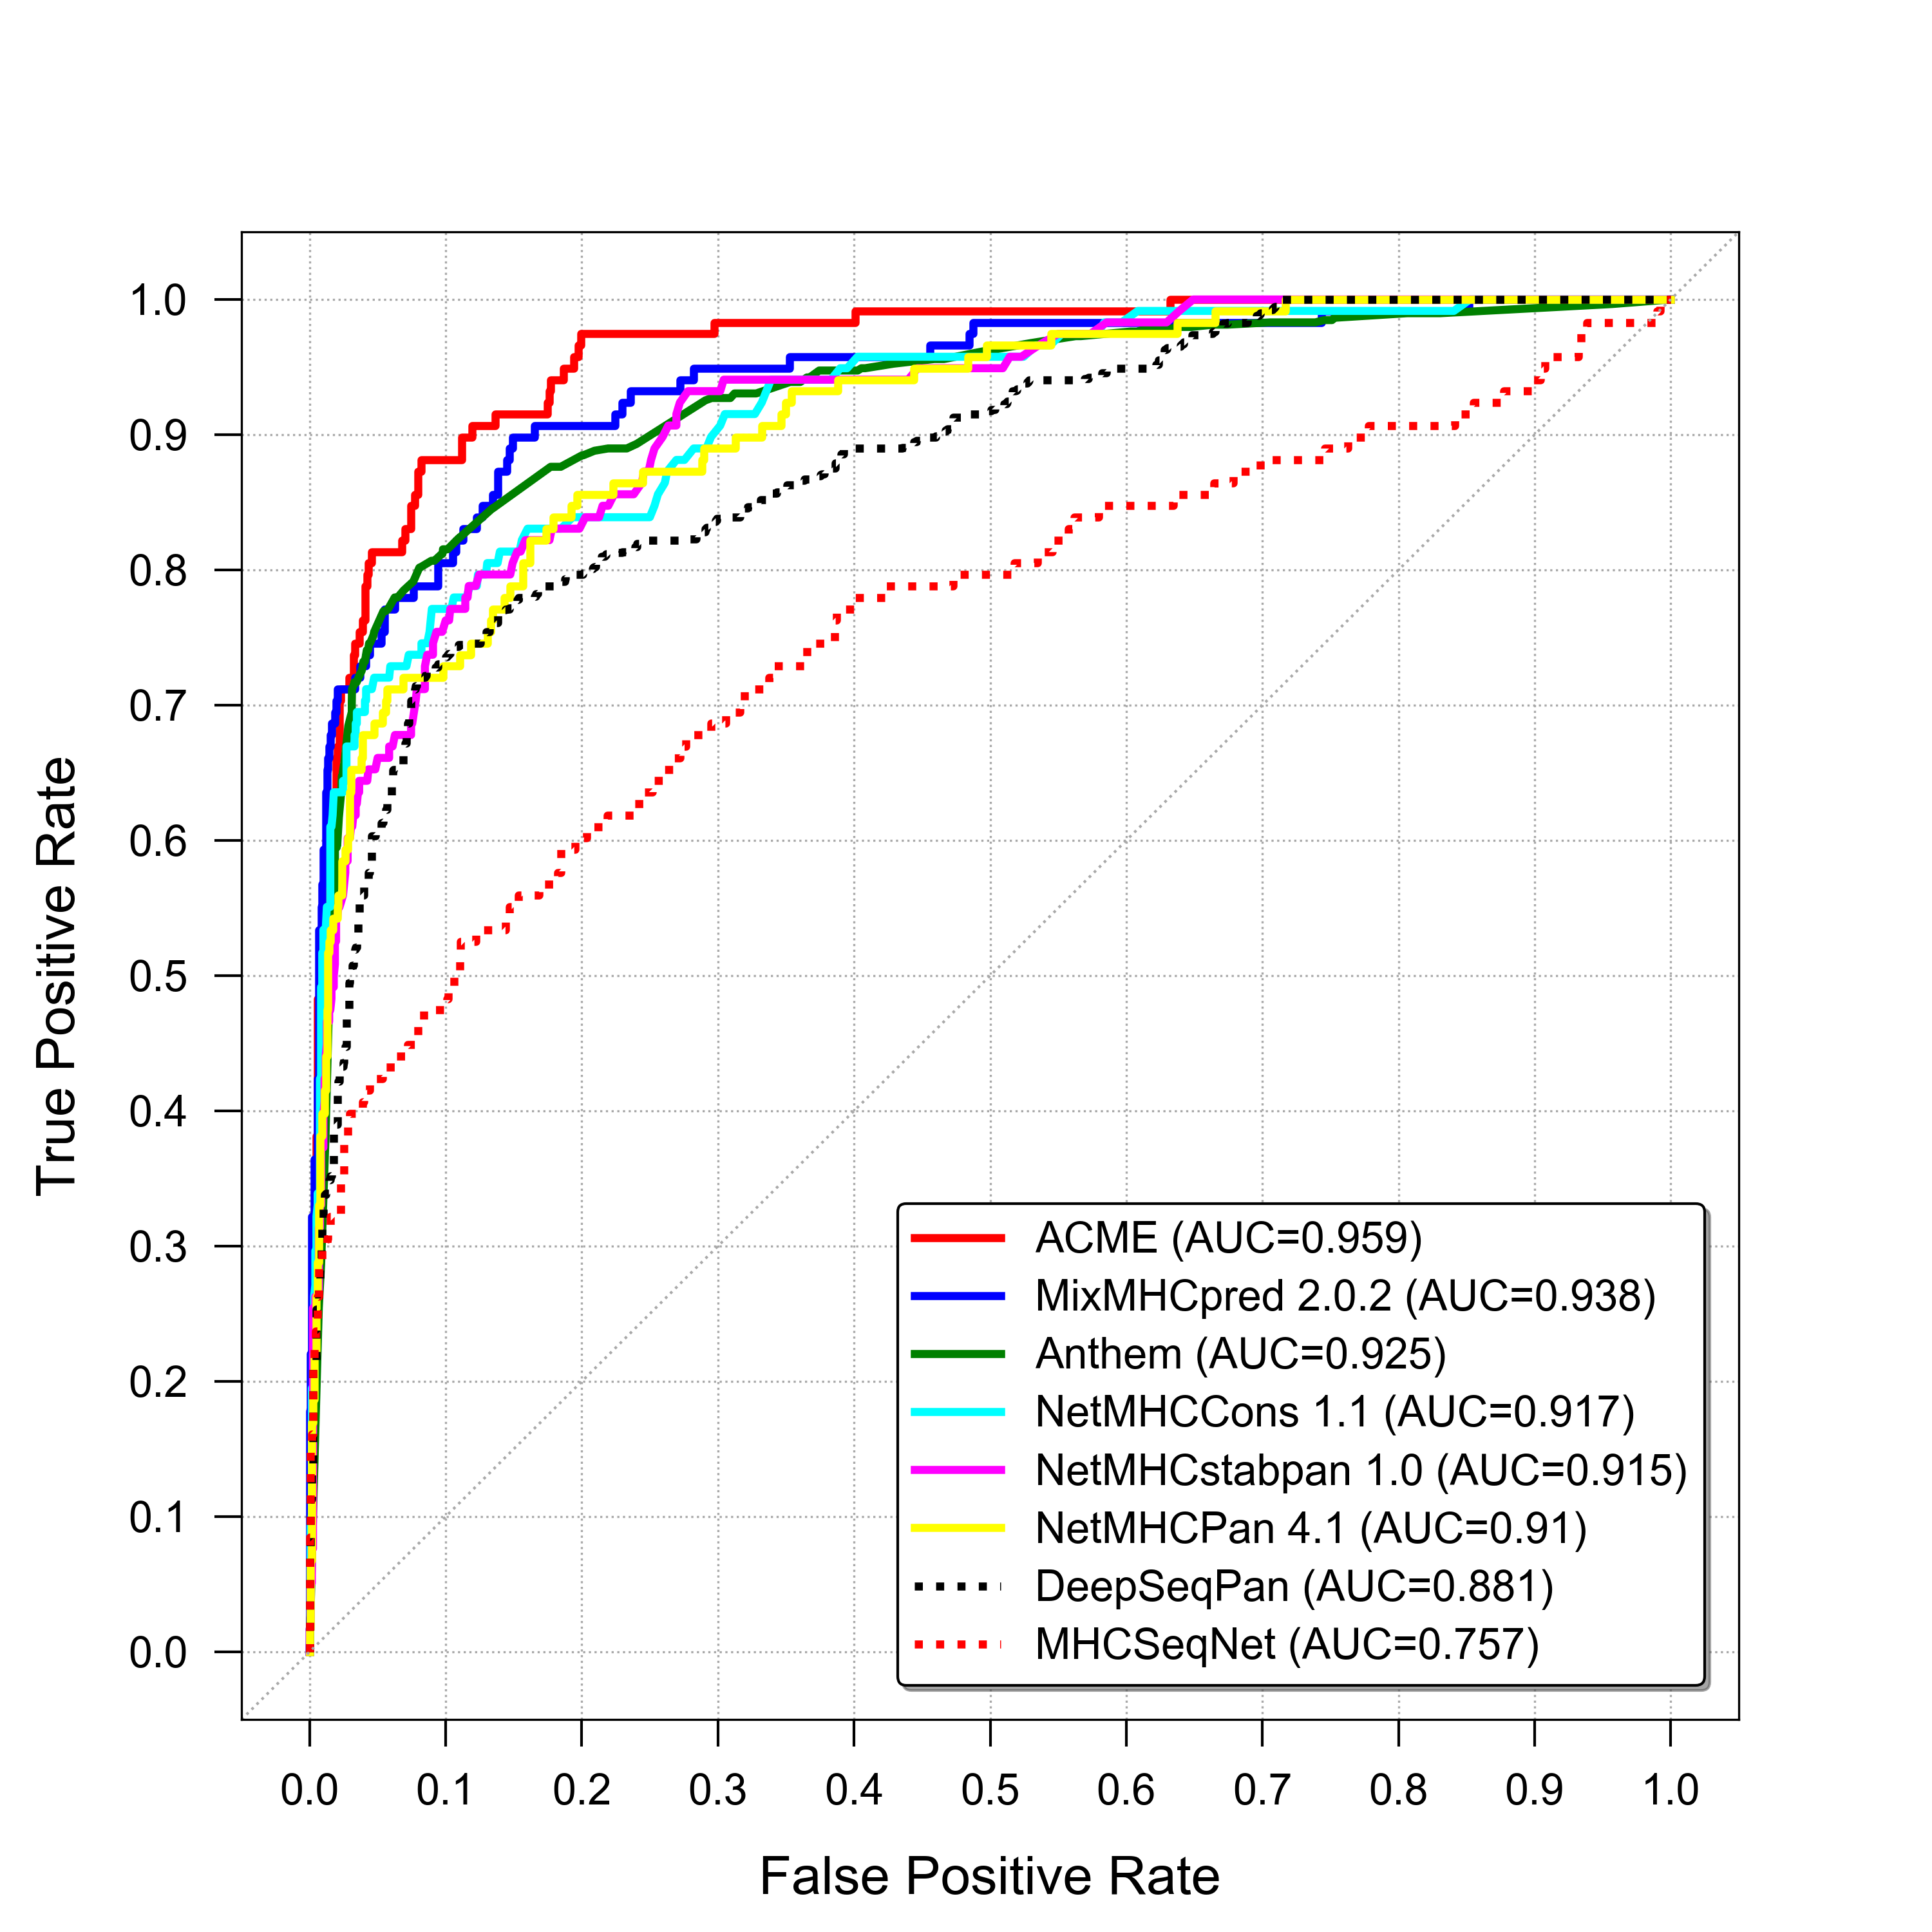 1.0
0.9
0.8
0.7
0.6
0.5
0.4
0.3
0.2
0.1
0.0
True Positive Rate
ACME (AUC=0.959)
MixMHCpred 2.0.2 (AUC=0.938)
Anthem (AUC=0.925)
NetMHCCons 1.1 (AUC=0.917)
NetMHCstabpan 1.0 (AUC=0.915)
NetMHCPan 4.1 (AUC=0.91)
DeepSeqPan (AUC=0.881)
MHCSeqNet (AUC=0.757)
0.0 0.1 0.2 0.3 0.4 0.5 0.6 0.7 0.8 0.9 1.0
False Positive Rate